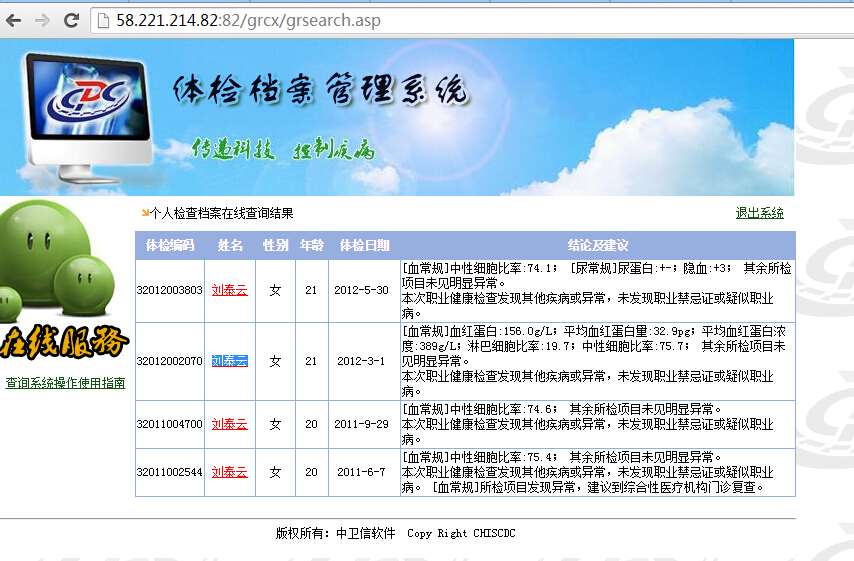 58.221.214.82:82/grcx/grsearch.asp
CDC
体检档案管理系统
传递科技 控制疾病
个人检查档案在线查询结果
退出系统
体检编码 姓名 性别 年龄 体检日期 结论及建议
32012003803 刘泰云 女 21 2012-5-30
[血常规]中性细胞比率:74.1; [尿常规]尿蛋白:+-; 隐血:+3; 其余所检
项目未见明显异常。
本次职业健康检查发现其他疾病或异常，未发现职业禁忌证或疑似职业
病。
32012002070 刘泰云 女 21 2012-3-1
[血常规]血红蛋白:156.0g/L; 平均血红蛋白量:32.9pg; 平均血红蛋白浓
度:389g/L; 淋巴细胞比率:19.7; 中性细胞比率:75.7; 其余所检项目未
见明显异常。
本次职业健康检查发现其他疾病或异常，未发现职业禁忌证或疑似职业
病。
32011004700 刘泰云 女 20 2011-9-29
[血常规]中性细胞比率:74.6; 其余所检项目未见明显异常。
本次职业健康检查发现其他疾病或异常，未发现职业禁忌证或疑似职业
病。
32011002544 刘泰云 女 20 2011-6-7
[血常规]中性细胞比率:75.4; 其余所检项目未见明显异常。
本次职业健康检查发现其他疾病或异常，未发现职业禁忌证或疑似职业
病。 [血常规]所检项目发现异常，建议到综合性医疗机构门诊复查。
在线服務
查询系统操作使用指南
版权所有: 中卫信软件 Copy Right CHISCDC